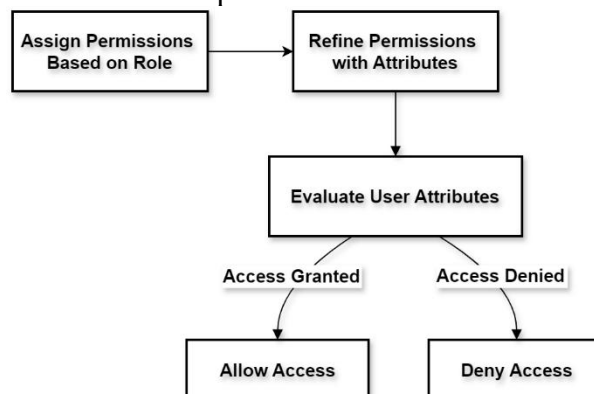 Assign Permissions
Based on Role
Refine Permissions
with Attributes
Evaluate User Attributes
Access Granted
Access Denied
Allow Access
Deny Access